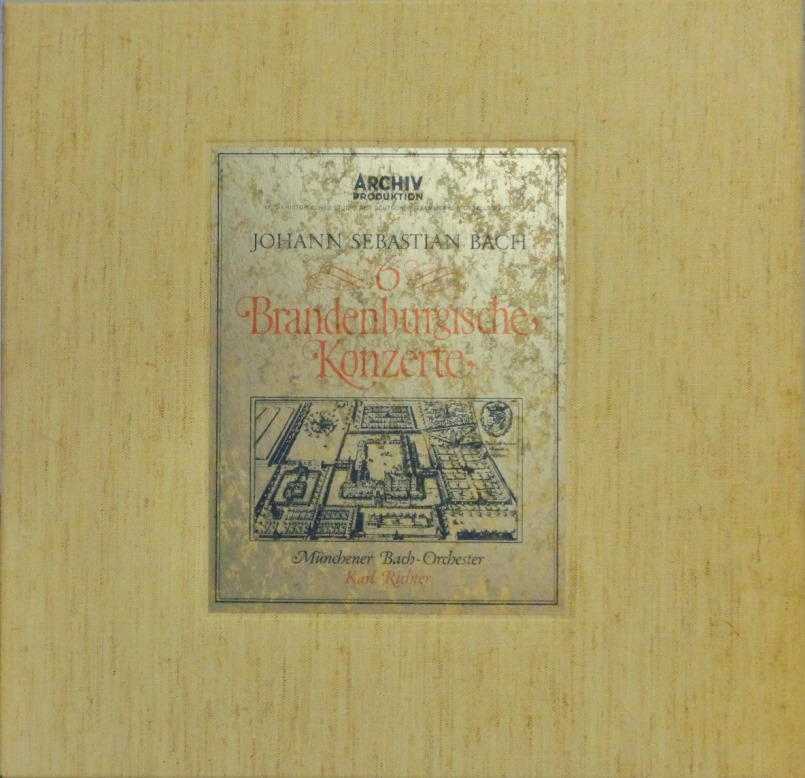 ARCHIV
PRODUKTION
JOHANN SEBASTIAN BACH
6
Brandenburgische
Konzerte
Münchener Bach-Orchester
Karl Richter